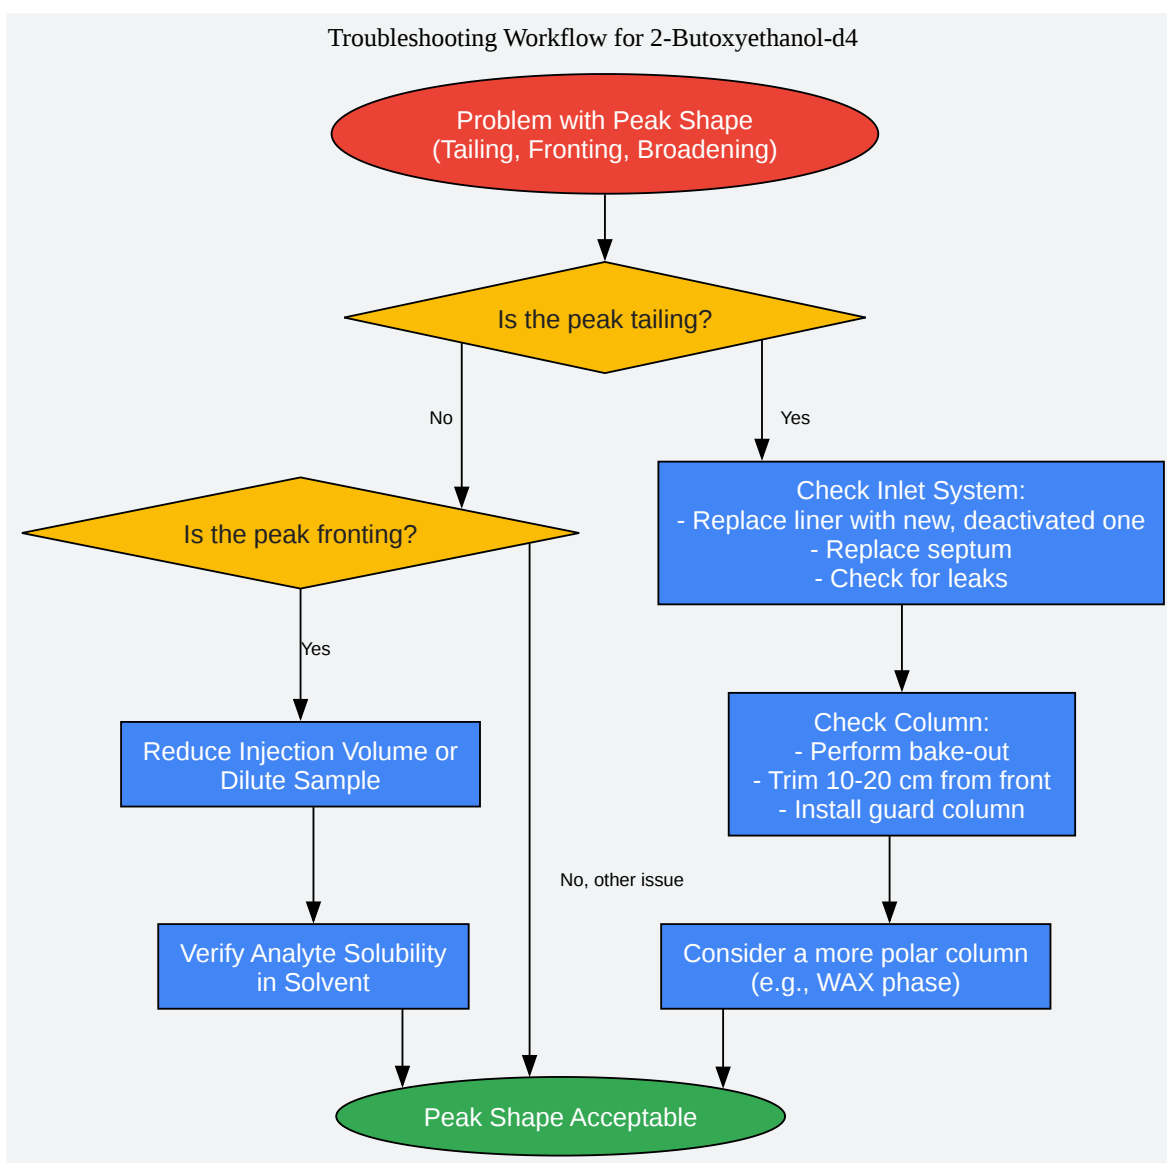 Troubleshooting Workflow for 2-Butoxyethanol-d4
Problem with Peak Shape
(Tailing, Fronting, Broadening)
Is the peak tailing?
No
Yes
Check Inlet System:
- Replace liner with new, deactivated one
- Replace septum
- Check for leaks
Is the peak fronting?
Yes
Check Column:
- Perform bake-out
- Trim 10-20 cm from front
- Install guard column
Reduce Injection Volume or
Dilute Sample
No, other issue
Verify Analyte Solubility
in Solvent
Consider a more polar column
(e.g., WAX phase)
Peak Shape Acceptable